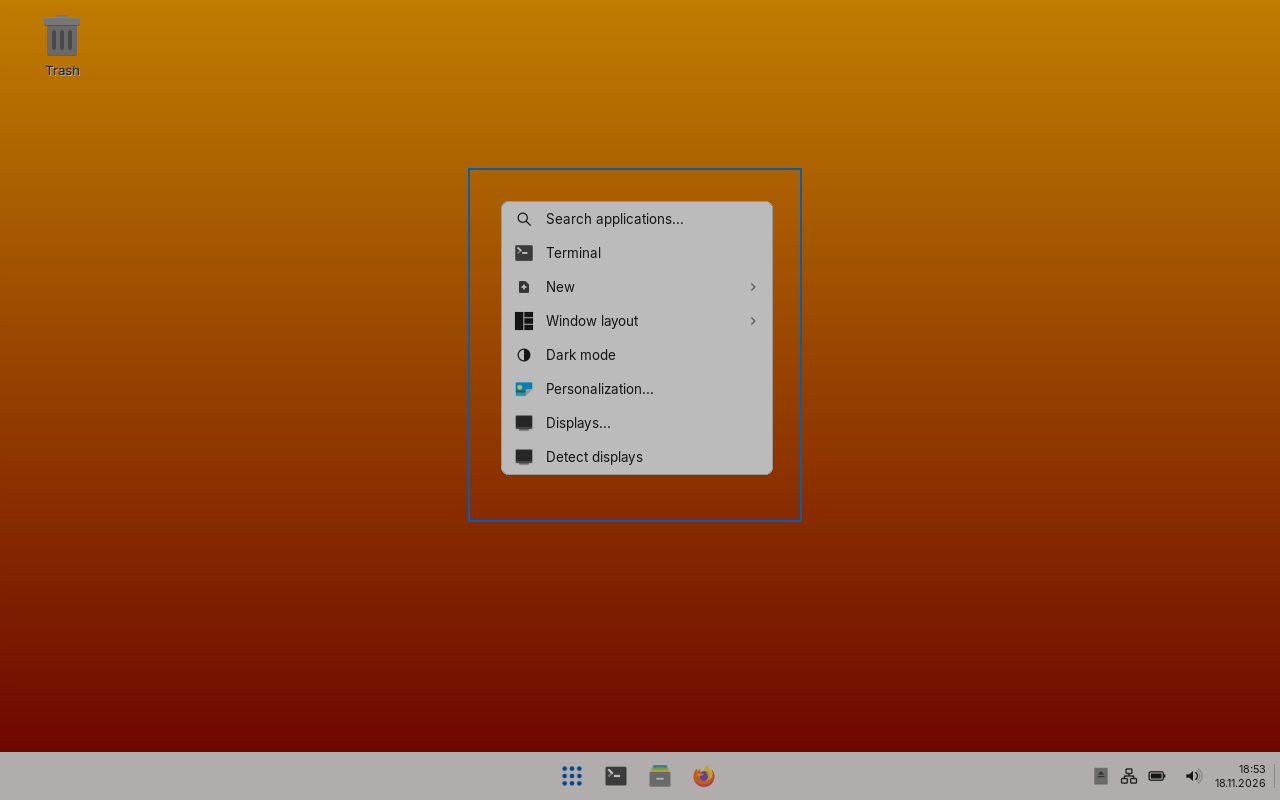 Trash
Search applications...
Terminal
New
Window layout
Dark mode
Personalization...
Displays...
Detect displays
18:53
18.11.2026